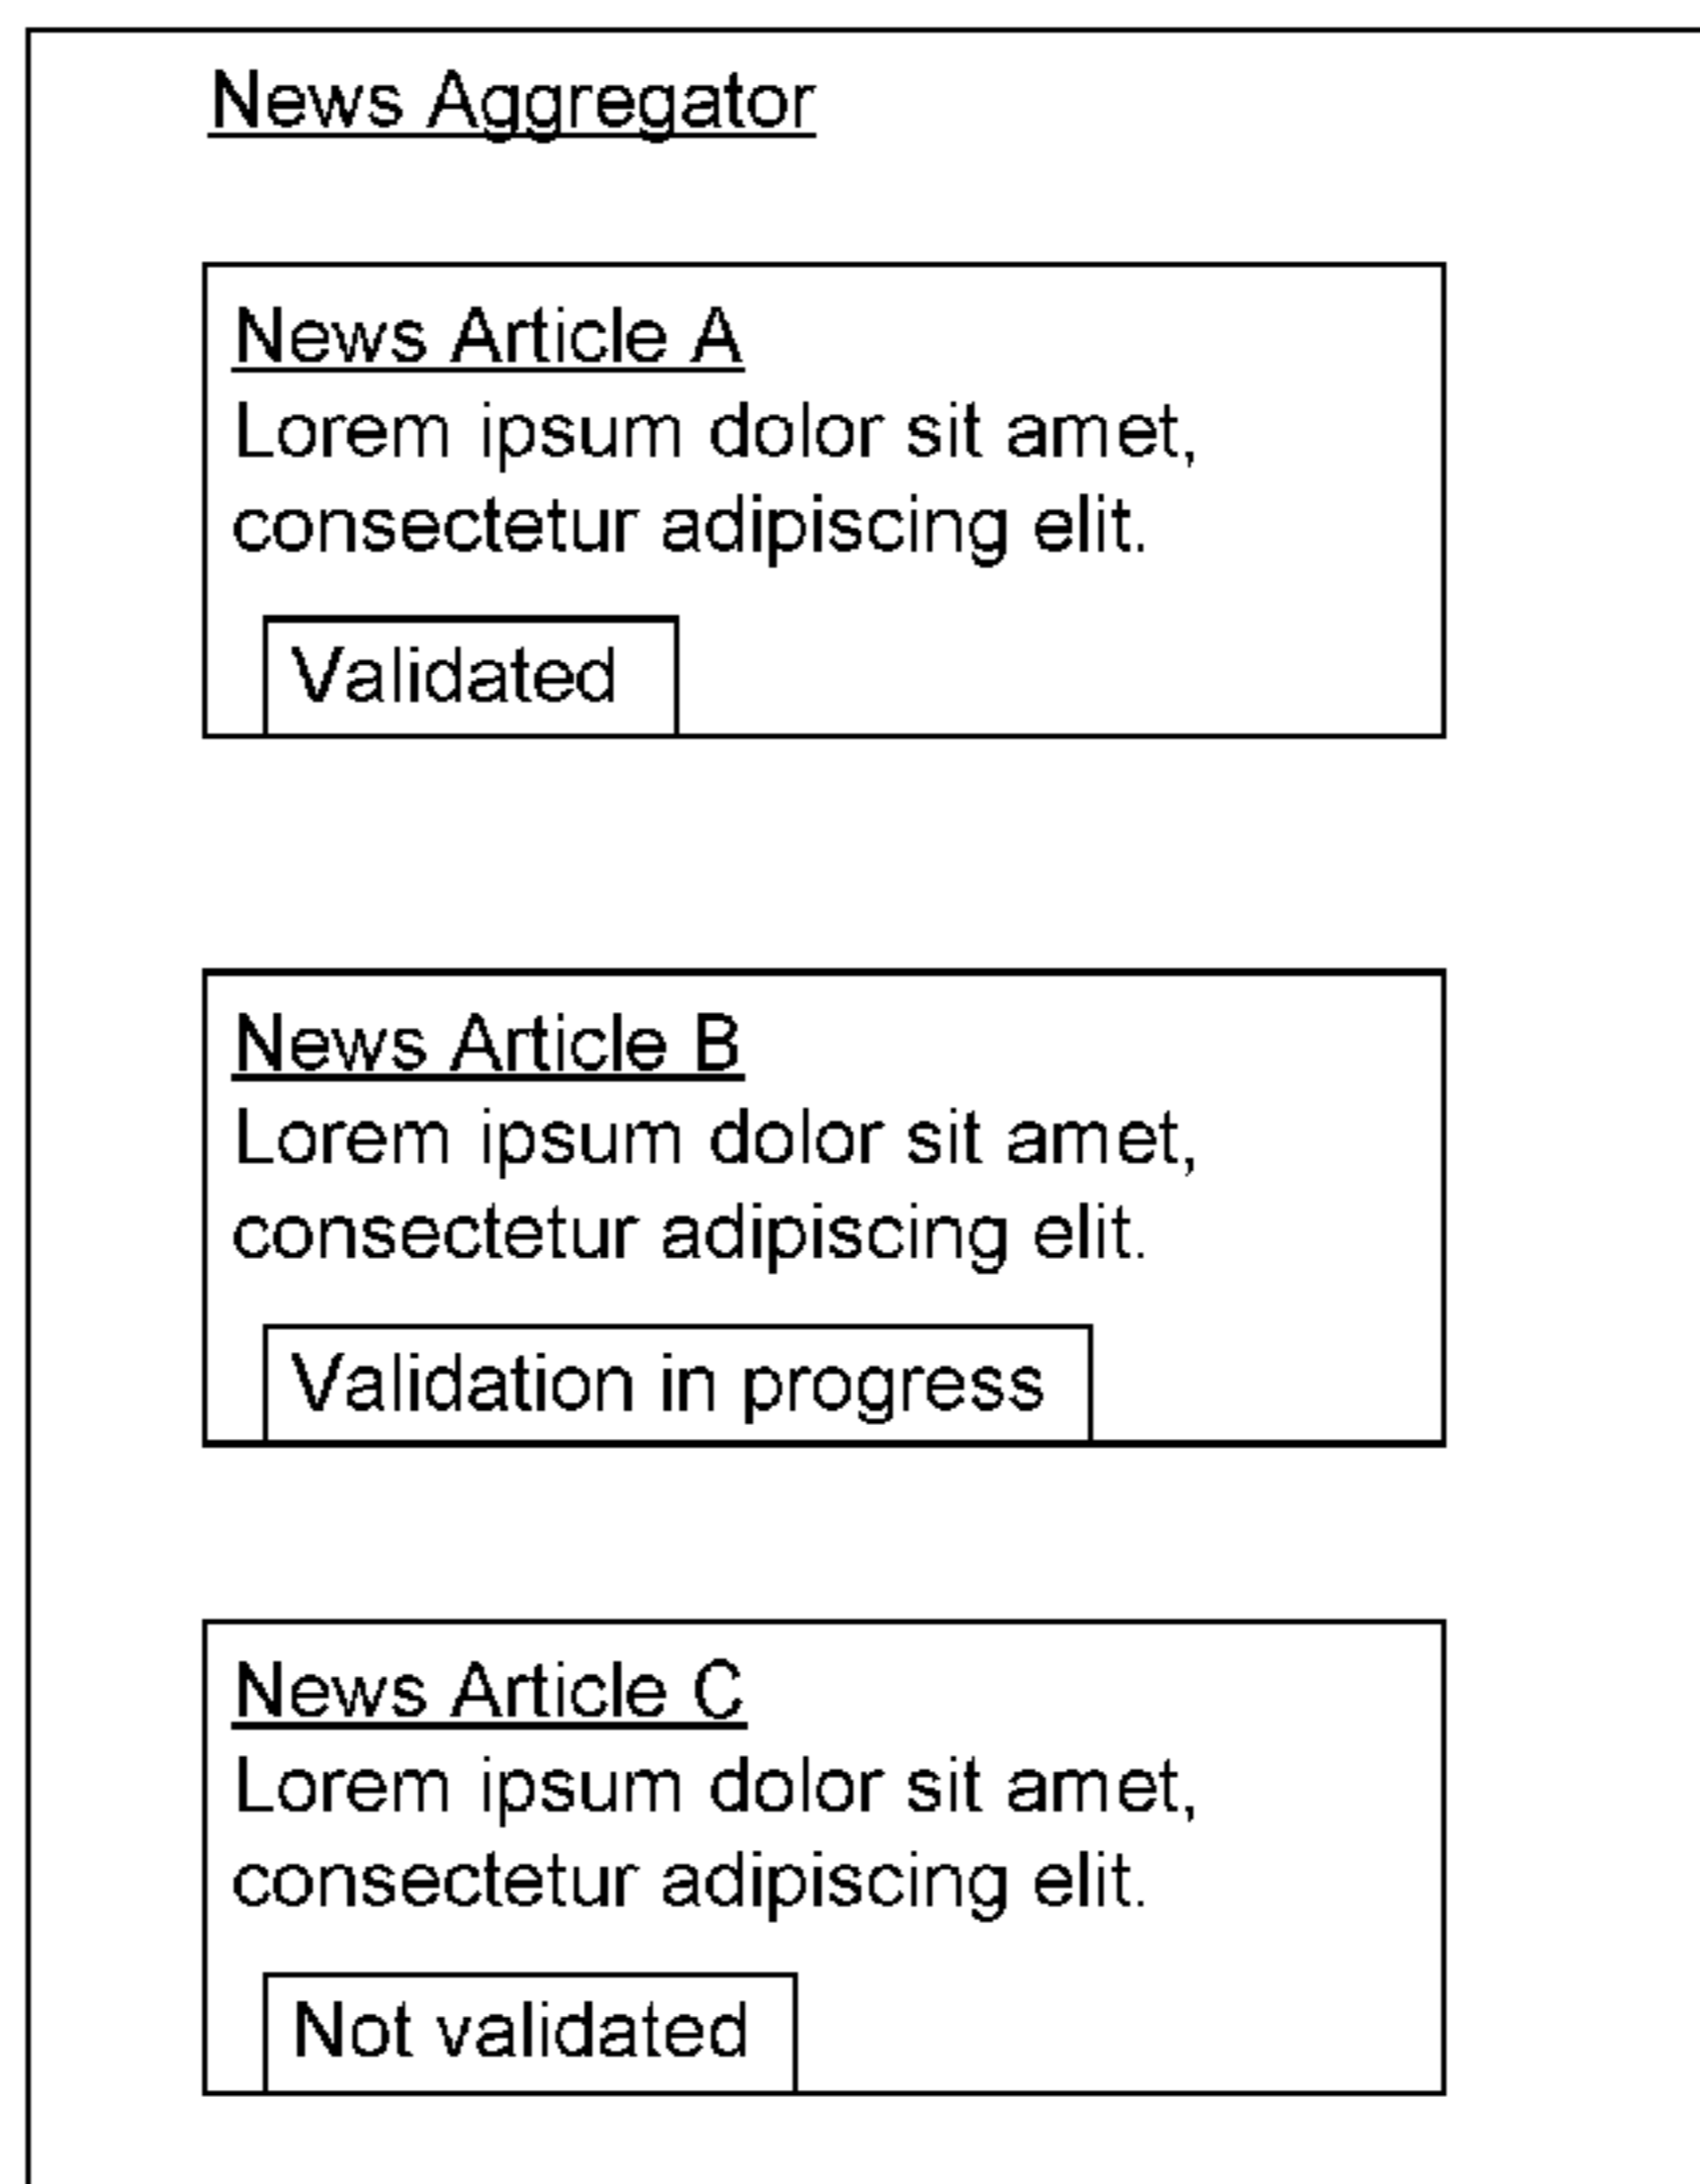 News Aggregator
News Article A
Lorem ipsum dolor sit amet,
consectetur adipiscing elit.
Validated
News Article B
Lorem ipsum dolor sit amet,
consectetur adipiscing elit.
Validation in progress
News Article C
Lorem ipsum dolor sit amet,
consectetur adipiscing elit.
Not validated